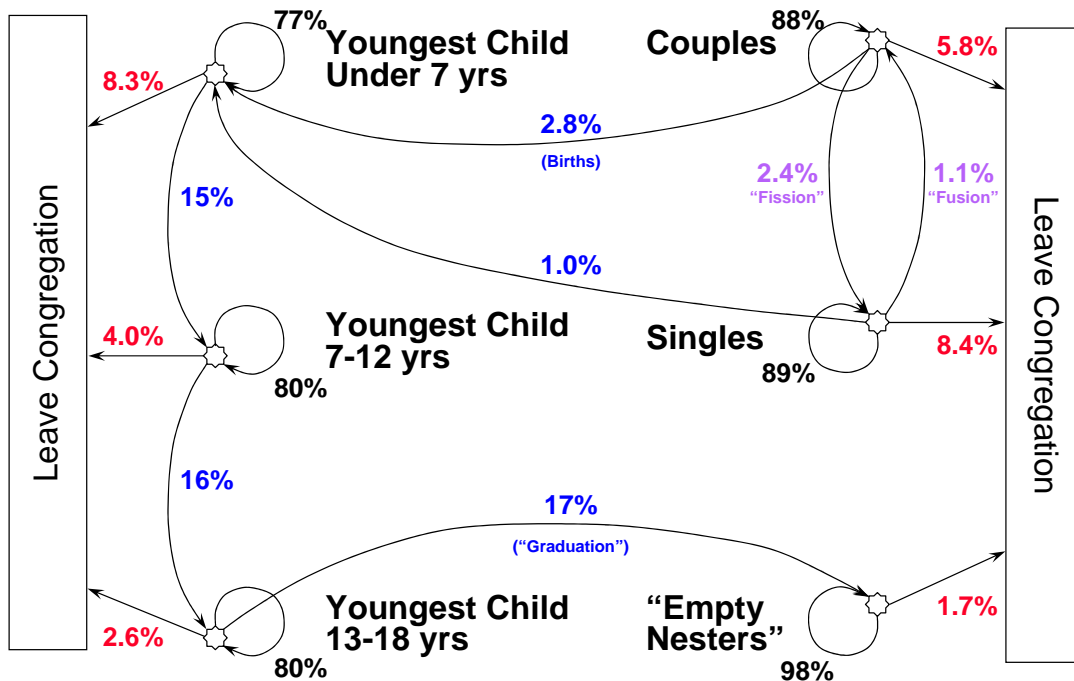 77%
Youngest Child
Under 7 yrs
Couples
88%
5.8%
8.3%
2.8%
(Births)
2.4%
“Fission”
1.1%
“Fusion”
15%
Leave Congregation
Leave Congregation
1.0%
4.0%
Youngest Child
7-12 yrs
80%
Singles
89%
8.4%
16%
17%
(“Graduation”)
2.6%
Youngest Child
13-18 yrs
80%
“Empty
Nesters”
98%
1.7%